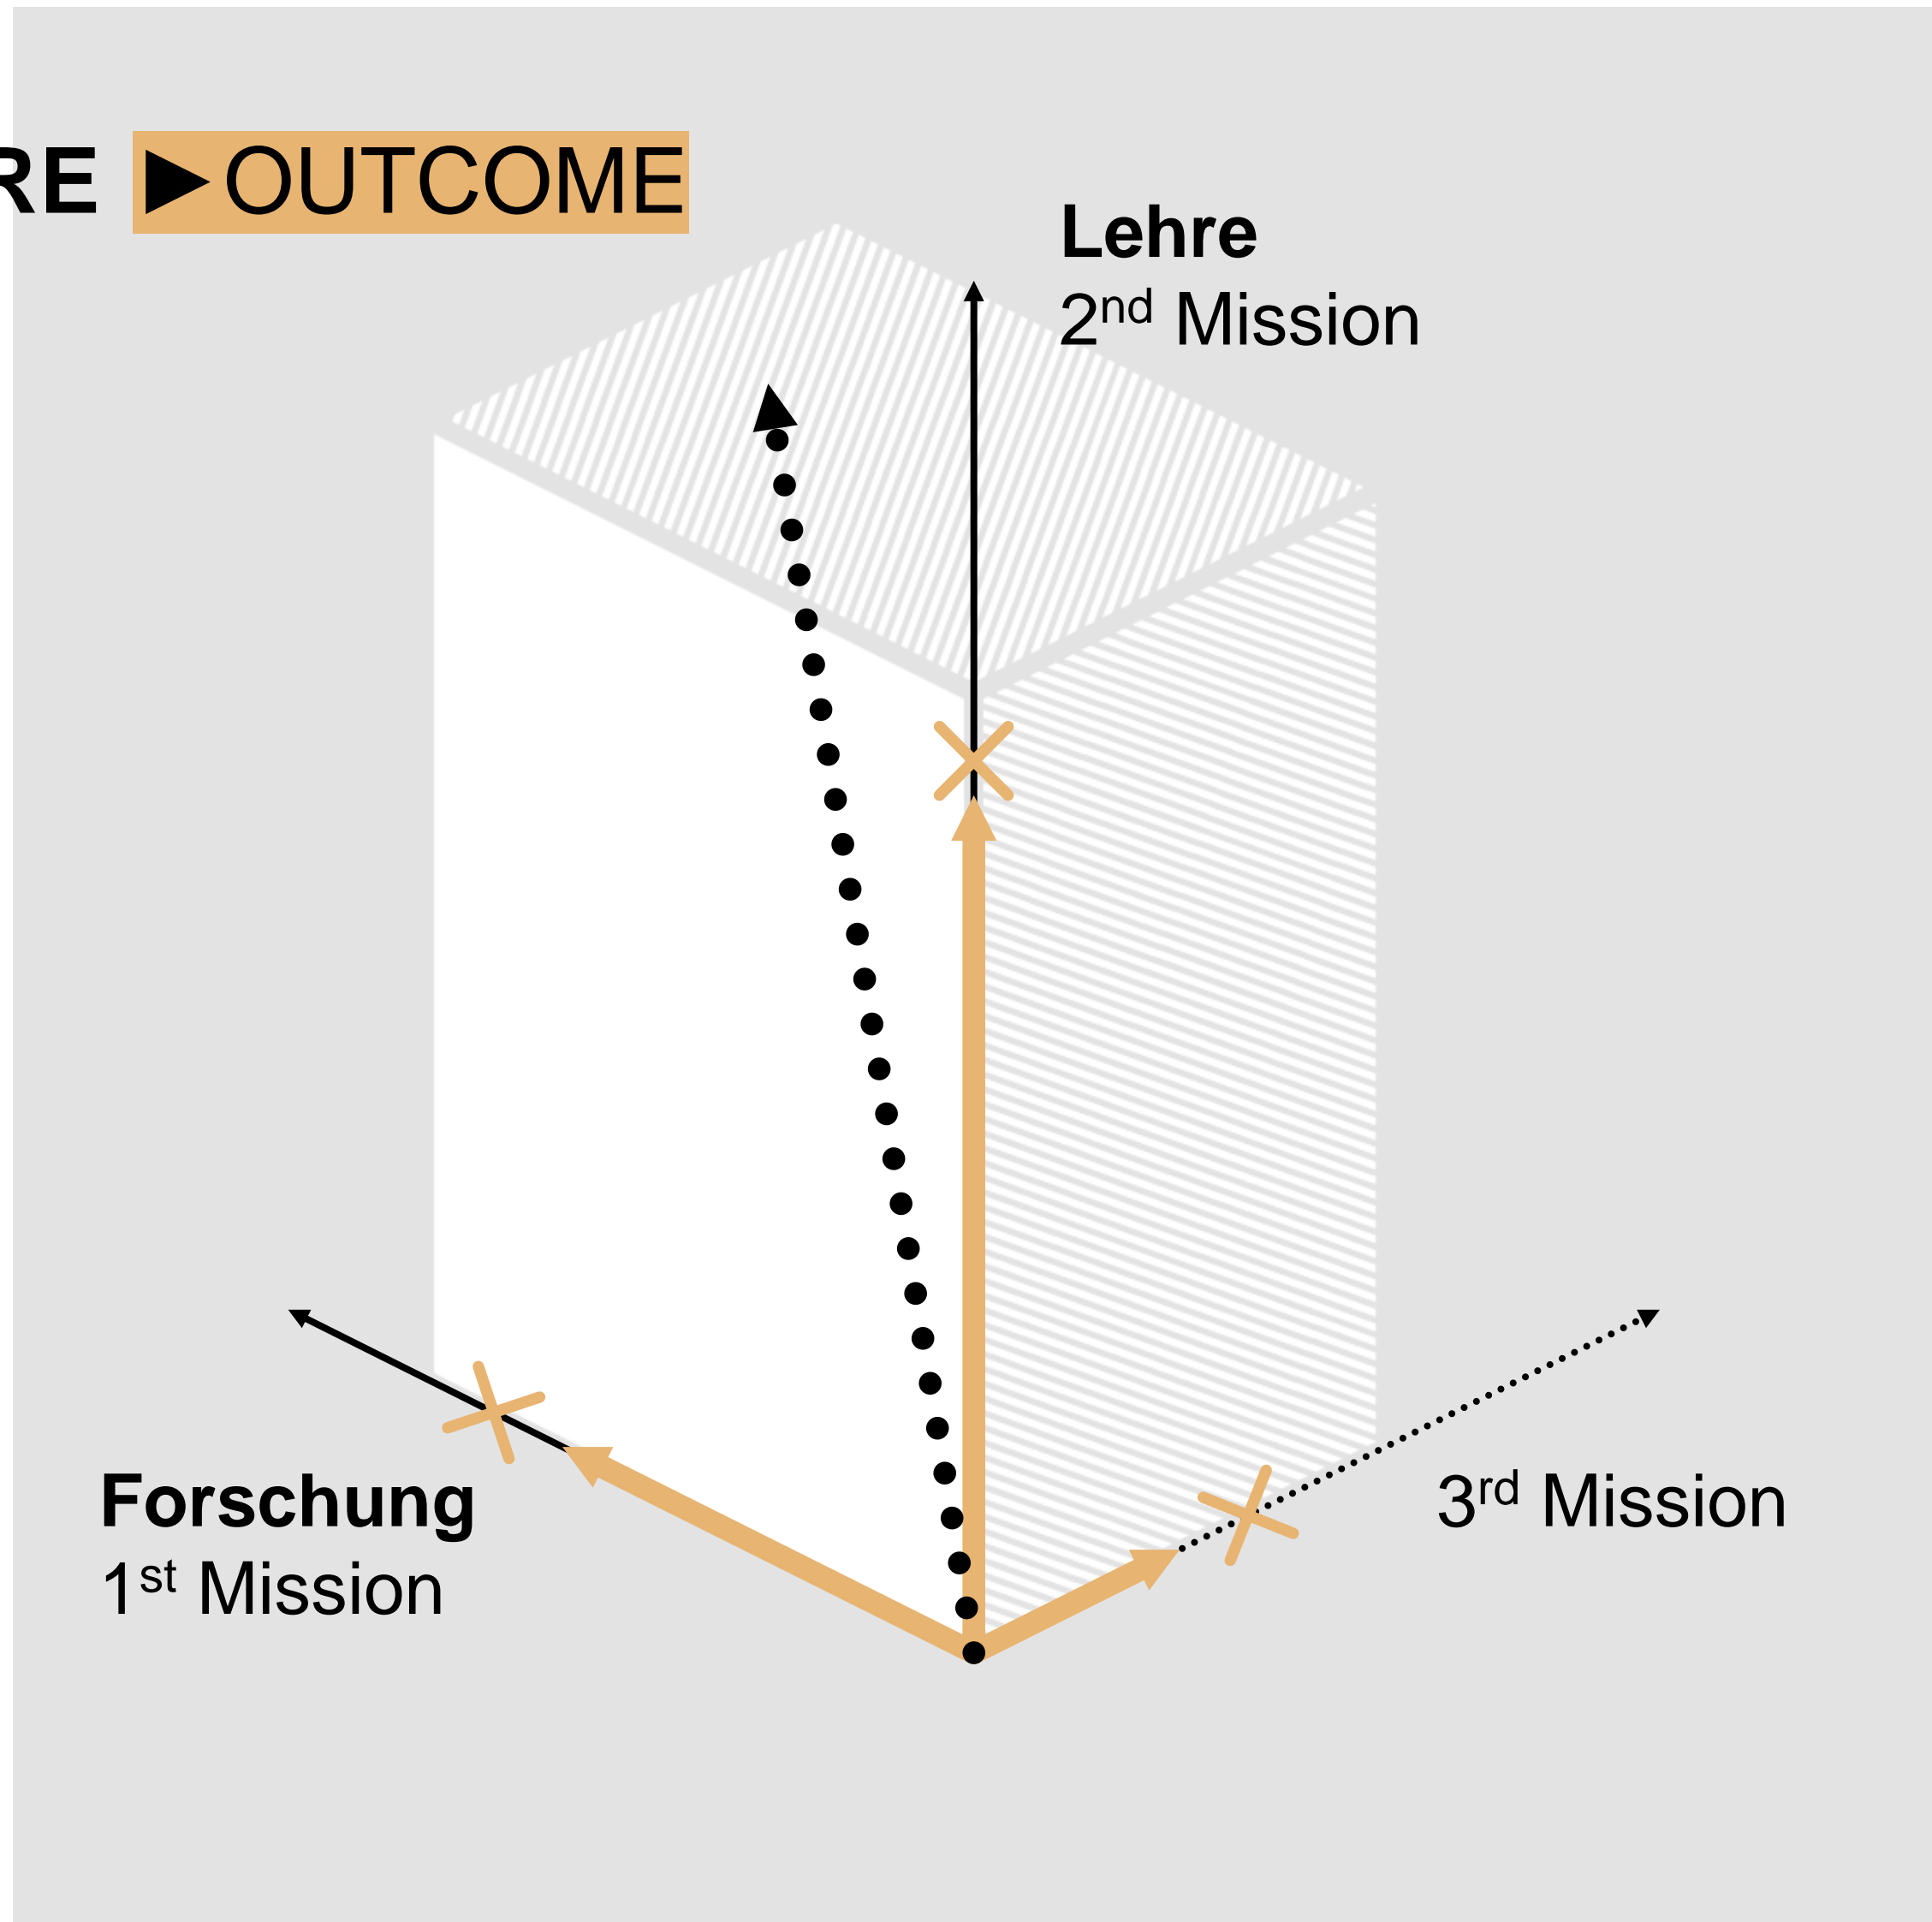 RE ▶OUTCOME
Lehre
2nd Mission
Forschung
1st Mission
3rd Mission